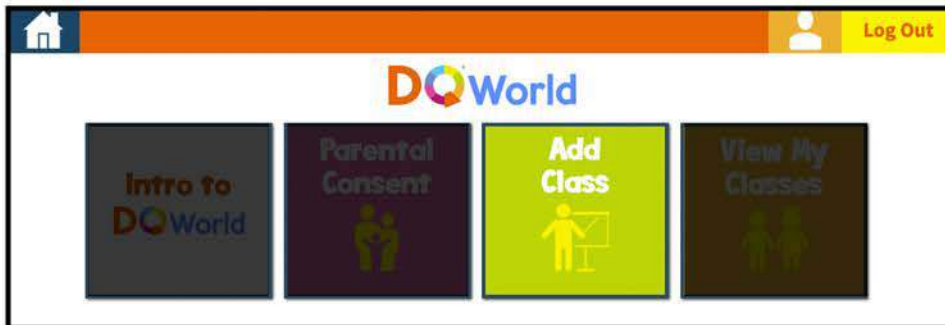 Log Out
DQ World
Intro to
DQ World
Parental
Consent
Add
Class
View My
Classes